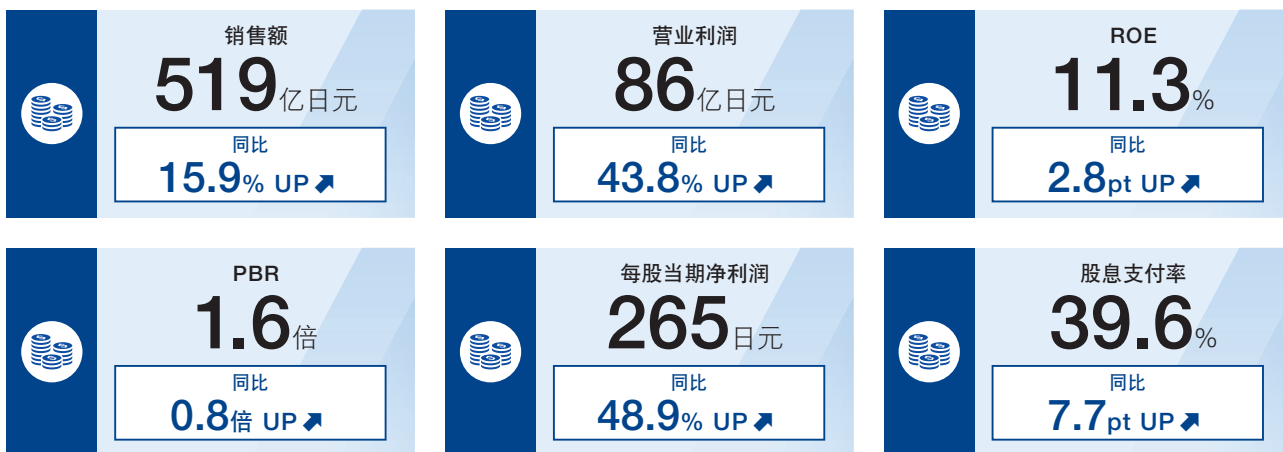 销售额
519亿日元
同比
15.9% UP
营业利润
86亿日元
同比
43.8% UP
ROE
11.3%
同比
2.8pt UP
PBR
1.6倍
同比
0.8倍 UP
每股当期净利润
265日元
同比
48.9% UP
股息支付率
39.6%
同比
7.7pt UP